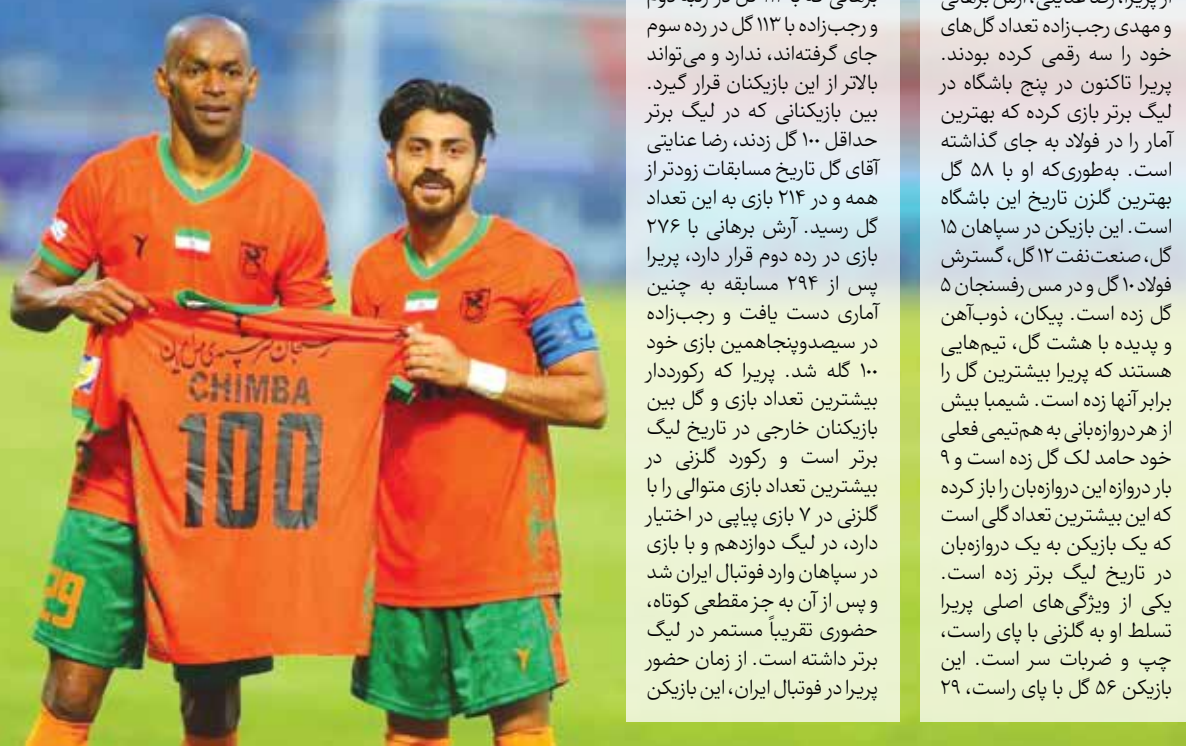 و مهدی رجب‌زاده تعداد گل‌های
خود را سه رقمی کرده بودند.
پریرا تاکنون در پنج باشگاه در
لیگ برتر بازی کرده که بهترین
آمار را در فولاد به جای گذاشته
است. به‌طوری‌که او با ۵۸ گل
بهترین گلزن تاریخ این باشگاه
است. این بازیکن در سپاهان ۱۵
گل، صنعت‌نفت ۱۲ گل، گسترش
فولاد ۱۰ گل و در مس رفسنجان ۵
گل زده است. پیکان، ذوب‌آهن
و پدیده با هشت گل، تیم‌هایی
هستند که پریرا بیشترین گل را
برابر آنها زده است. شیمبا بیش
از هر دروازه‌بانی به هم‌تیمی فعلی
خود حامد لک گل زده است و ۹
بار دروازه این دروازه‌بان را باز کرده
که این بیشترین تعداد گلی است
که یک بازیکن به یک دروازه‌بان
در تاریخ لیگ برتر زده است.
یکی از ویژگی‌های اصلی پریرا
تسلط او به گلزنی با پای راست،
چپ و ضربات سر است. این
بازیکن ۵۶ گل با پای راست، ۲۹
و رجب‌زاده با ۱۱۳ گل در رده سوم
جای گرفته‌اند، ندارد و می‌تواند
بالاتر از این بازیکنان قرار گیرد.
بین بازیکنانی که در لیگ برتر
حداقل ۱۰۰ گل زدند، رضا عنایتی
آقای گل تاریخ مسابقات زودتر از
همه و در ۲۱۴ بازی به این تعداد
گل رسید. آرش برهانی با ۲۷۶
بازی در رده دوم قرار دارد، پریرا
پس از ۲۹۴ مسابقه به چنین
آماری دست یافت و رجب‌زاده
در سیصدوپنجاهمین بازی خود
۱۰۰ گله شد. پریرا که رکورددار
بیشترین تعداد بازی و گل بین
بازیکنان خارجی در تاریخ لیگ
برتر است و رکورد گلزنی در
بیشترین تعداد بازی متوالی را با
گلزنی در ۷ بازی پیاپی در اختیار
دارد، در لیگ دوازدهم و با بازی
در سپاهان وارد فوتبال ایران شد
و پس از آن به جز مقطعی کوتاه،
حضوری تقریباً مستمر در لیگ
برتر داشته است. از زمان حضور
پریرا در فوتبال ایران، این بازیکن
CHIMBA
100
29